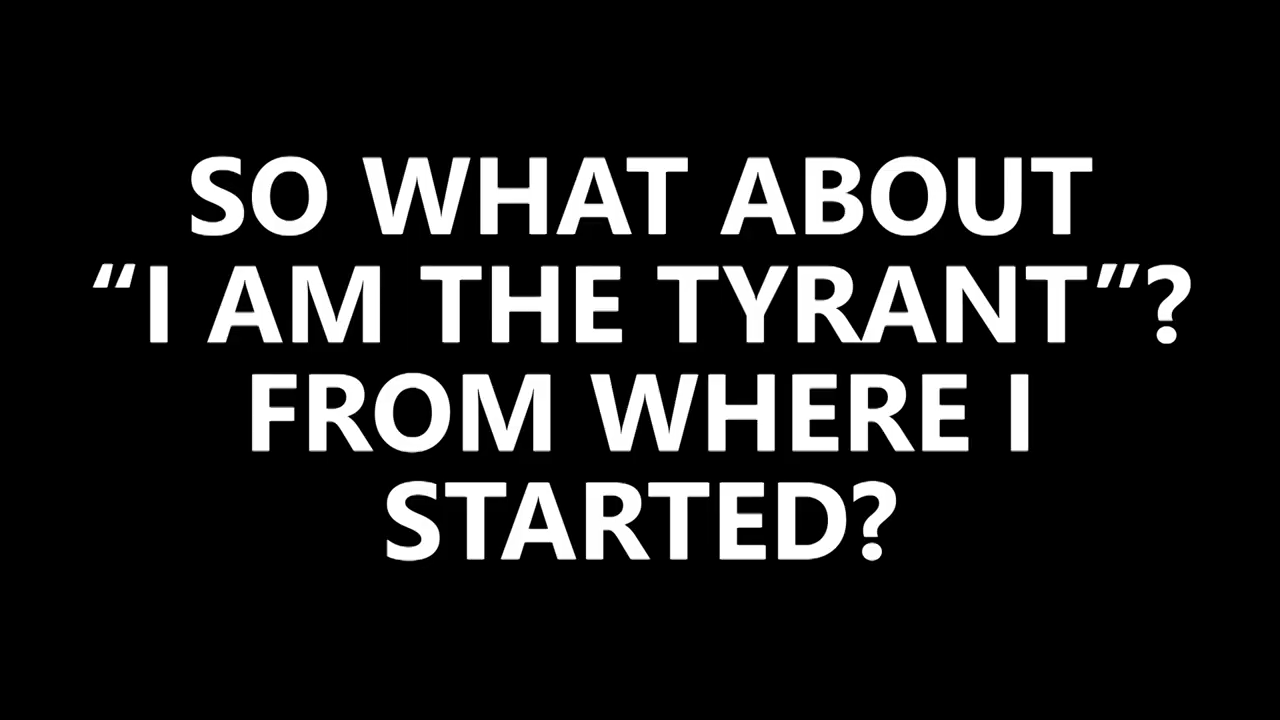 SO WHAT ABOUT
“I AM THE TYRANT”?
FROM WHERE I
STARTED?